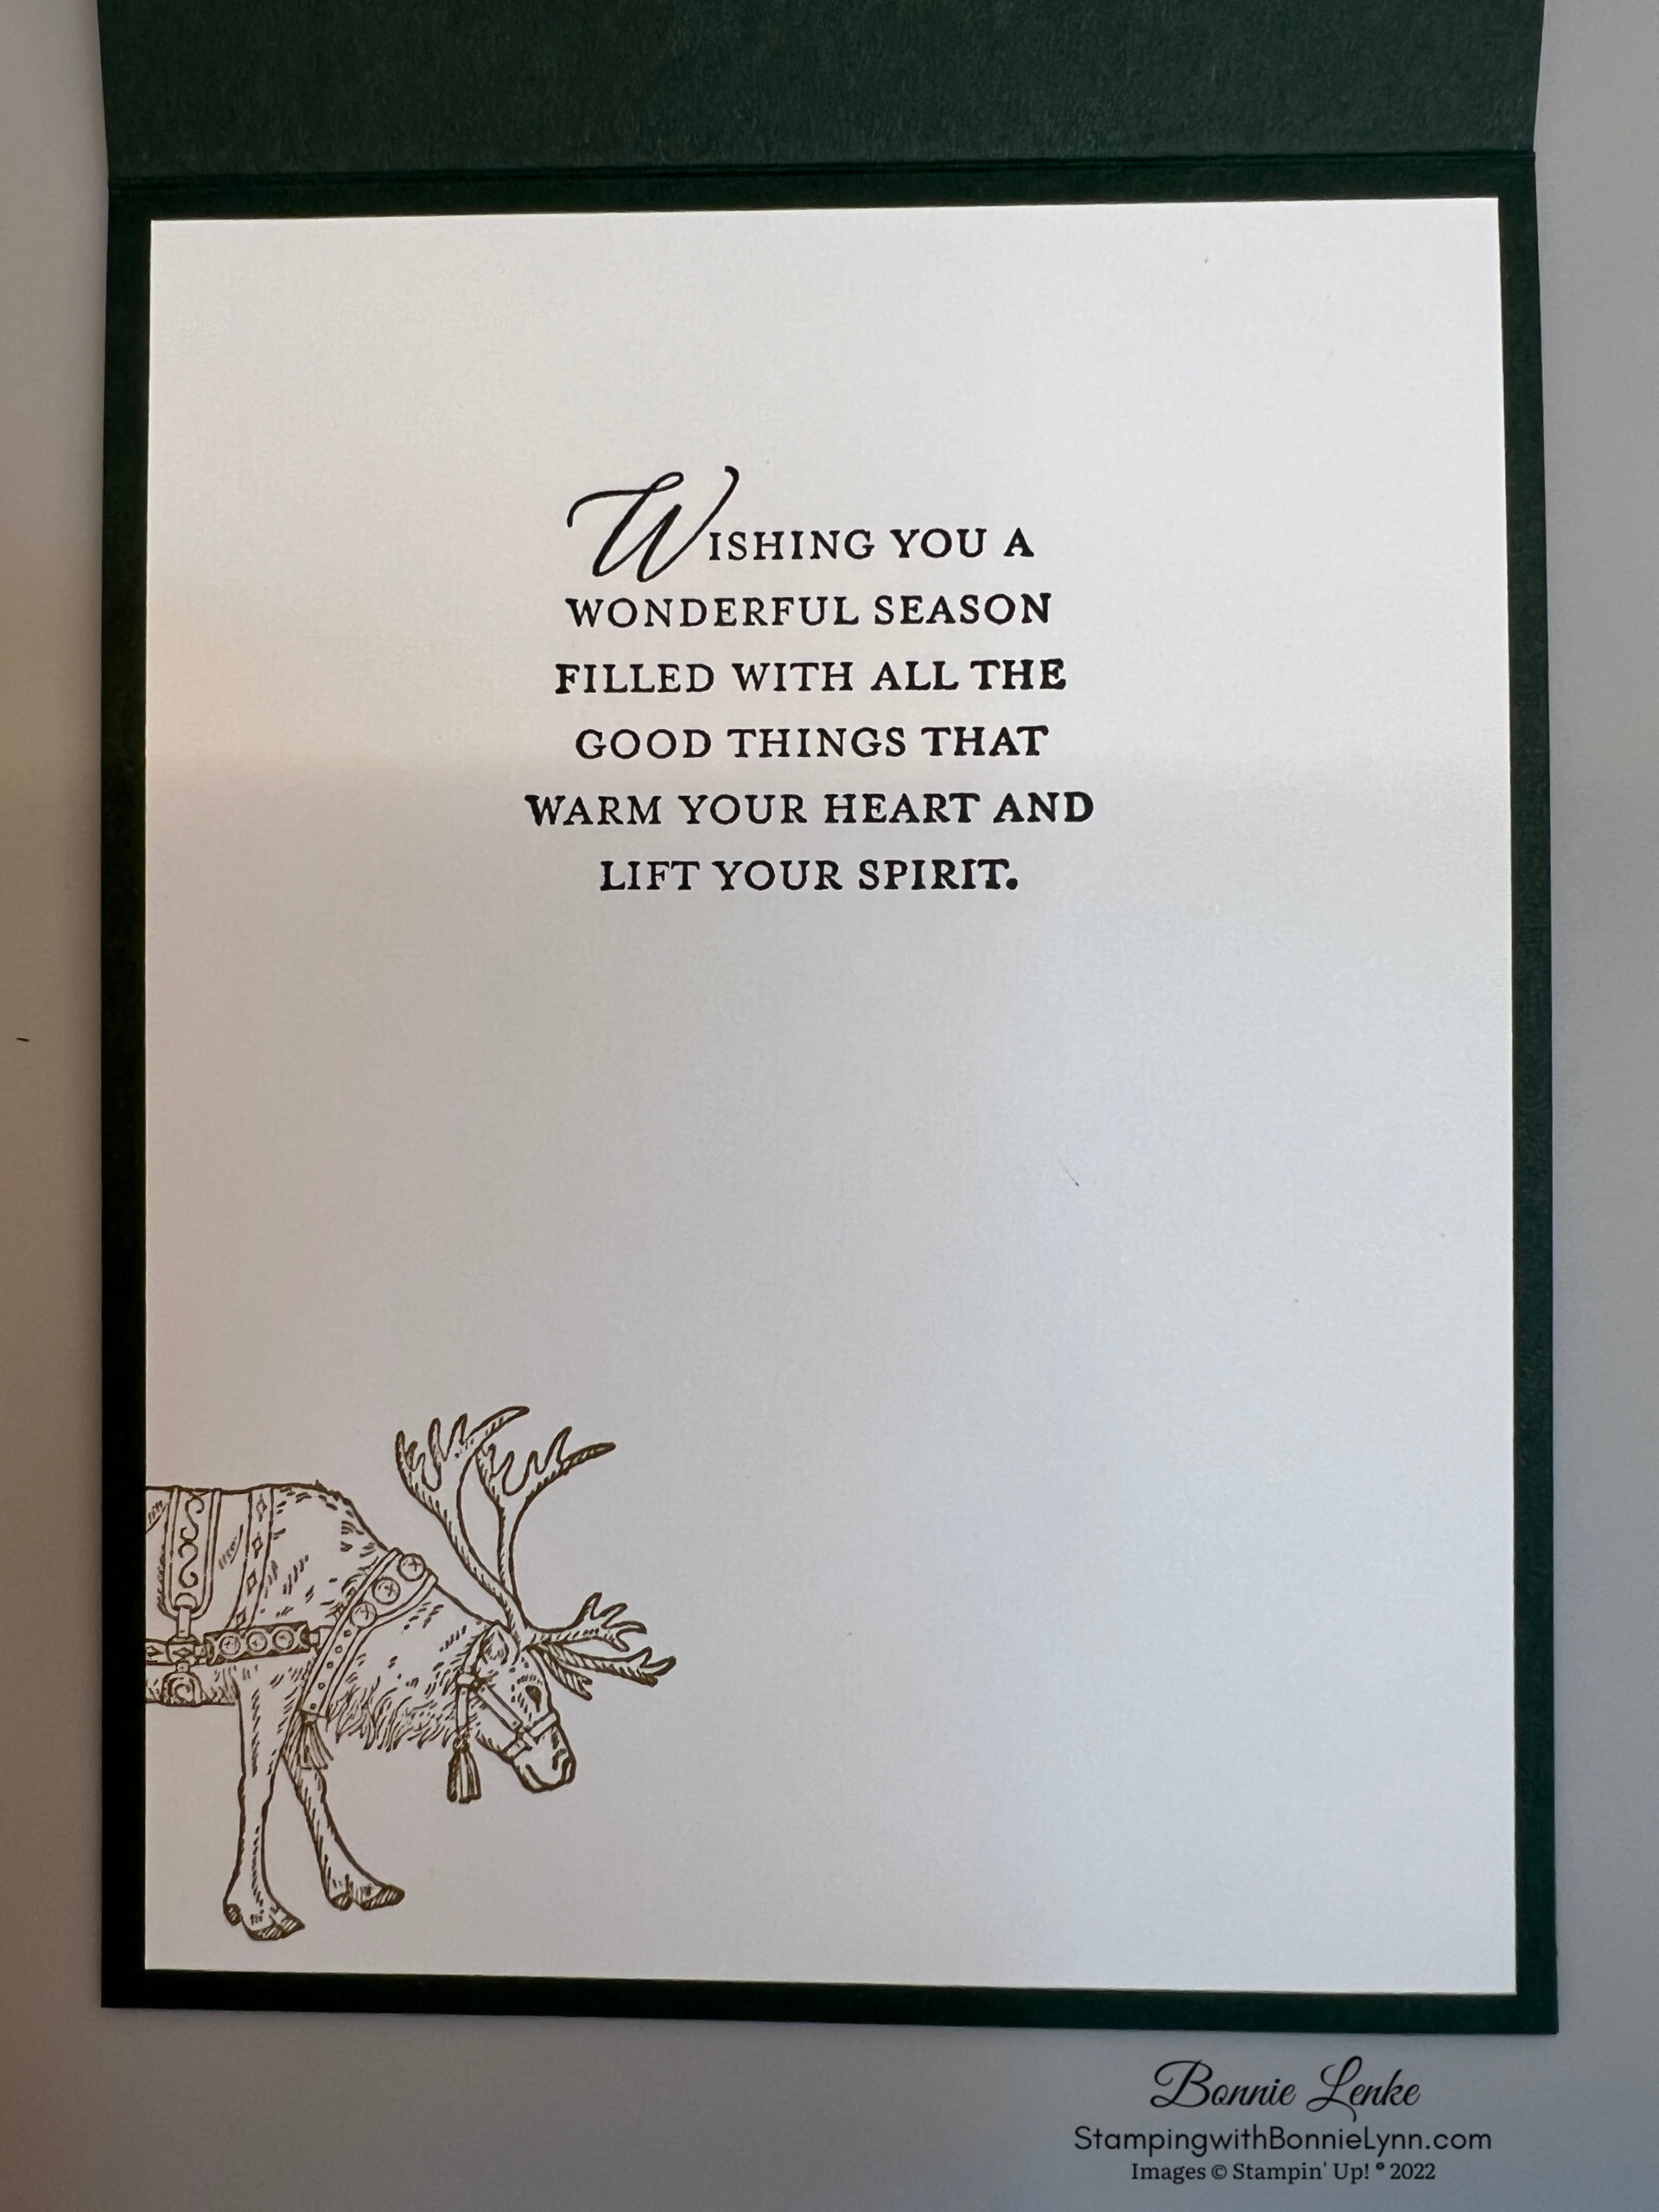 WISHING YOU A
WONDERFUL SEASON
FILLED WITH ALL THE
GOOD THINGS THAT
WARM YOUR HEART AND
LIFT YOUR SPIRIT.
Bonnie Lenke
StampingwithBonnieLynn.com
Images © Stampin' Up! ® 2022